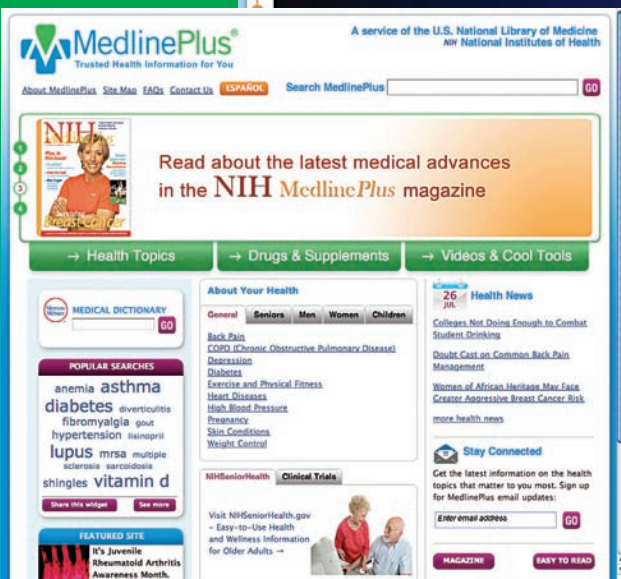 MedlinePlus®
Trusted Health Information for You
A service of the U.S. National Library of Medicine
NIH National Institutes of Health
About MedlinePlus Site Map FAQs Contact Us ESPAÑOL Search MedlinePlus GO
1
2
3
4
NIH
Breast Cancer
Read about the latest medical advances
in the NIH MedlinePlus magazine
→ Health Topics → Drugs & Supplements → Videos & Cool Tools
MEDICAL DICTIONARY
GO
POPULAR SEARCHES
anemia asthma
diabetes diverticulitis
fibromyalgia gout
hypertension lisinopril
lupus mrsa multiple
sclerosis sarcoidosis
shingles vitamin d
Share this widget See more
FEATURED SITE
It's Juvenile
Rheumatoid Arthritis
Awareness Month.
About Your Health
General Seniors Men Women Children
Back Pain
COPD (Chronic Obstructive Pulmonary Disease)
Depression
Diabetes
Exercise and Physical Fitness
Heart Diseases
High Blood Pressure
Pregnancy
Skin Conditions
Weight Control
NIHSeniorHealth Clinical Trials
Visit NIHSeniorHealth.gov
- Easy-to-Use Health
and Wellness Information
for Older Adults →
26
JUL
Health News
Colleges Not Doing Enough to Combat
Student Drinking
Doubt Cast on Common Back Pain
Management
Women of African Heritage May Face
Greater Aggressive Breast Cancer Risk
more health news
Stay Connected
Get the latest information on the health
topics that matter to you most. Sign up
for MedlinePlus email updates:
Enter email address GO
MAGAZINE EASY TO READ